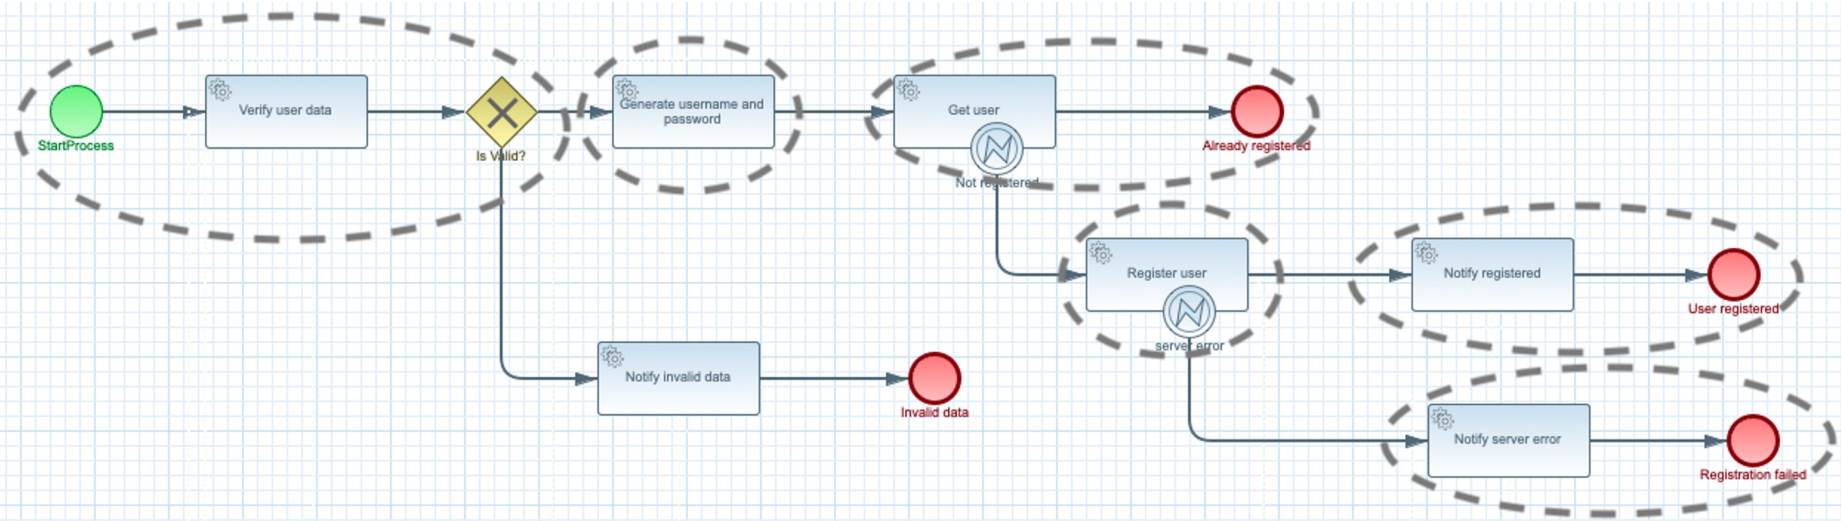 StartProcess
Verify user data
Is Valid?
Generate username and
password
Get user
Not registered
Already registered
Register user
server error
Notify registered
User registered
Notify invalid data
Invalid data
Notify server error
Registration failed